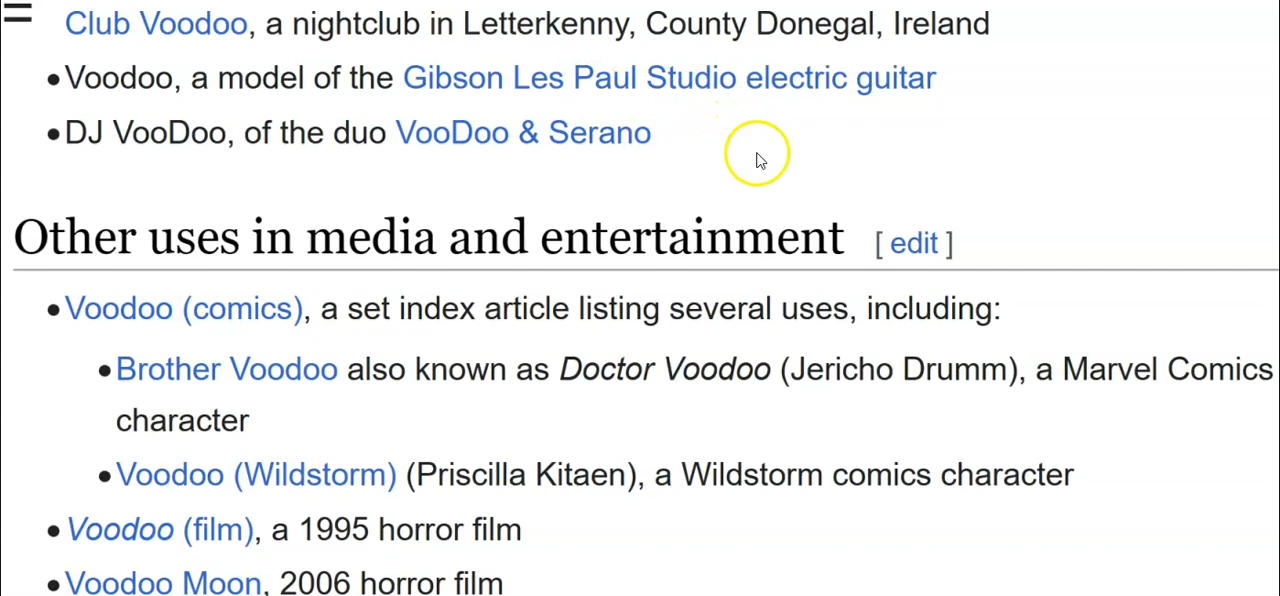 Club Voodoo, a nightclub in Letterkenny, County Donegal, Ireland
•Voodoo, a model of the Gibson Les Paul Studio electric guitar
•DJ VooDoo, of the duo VooDoo & Serano
Other uses in media and entertainment [ edit ]
•Voodoo (comics), a set index article listing several uses, including:
•Brother Voodoo also known as Doctor Voodoo (Jericho Drumm), a Marvel Comics
character
•Voodoo (Wildstorm) (Priscilla Kitaen), a Wildstorm comics character
•Voodoo (film), a 1995 horror film
•Voodoo Moon, 2006 horror film